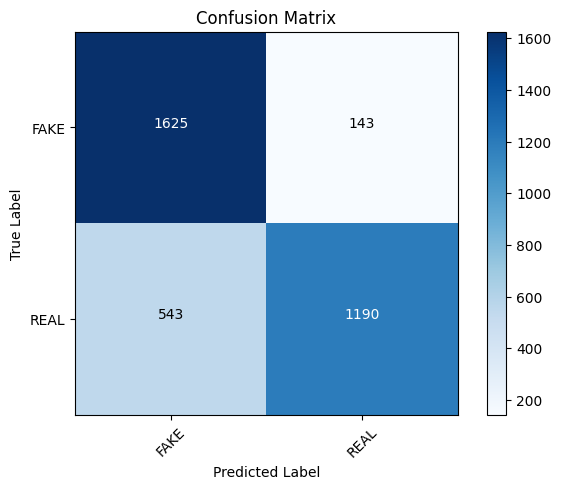 Confusion Matrix
True Label
FAKE
1625 143
REAL
543 1190
FAKE REAL
Predicted Label
1600
1400
1200
1000
800
600
400
200